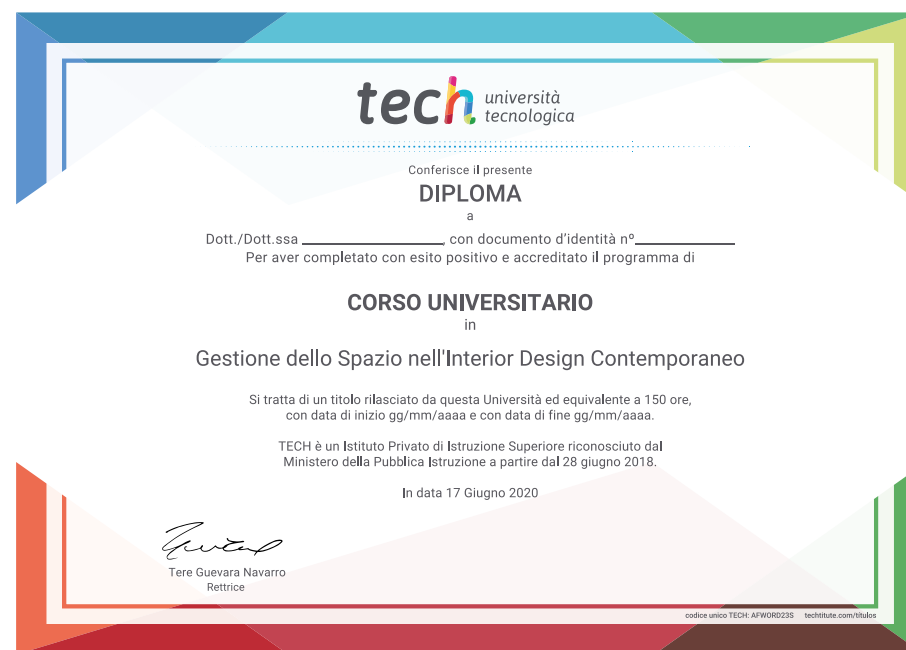 tech università
tecnologica
Conferisce il presente
DIPLOMA
a
Dott./Dott.ssa ____________________, con documento d'identità nº______________
Per aver completato con esito positivo e accreditato il programma di
CORSO UNIVERSITARIO
in
Gestione dello Spazio nell'Interior Design Contemporaneo
Si tratta di un titolo rilasciato da questa Università ed equivalente a 150 ore,
con data di inizio gg/mm/aaaa e con data di fine gg/mm/aaaa.
TECH è un Istituto Privato di Istruzione Superiore riconosciuto dal
Ministero della Pubblica Istruzione a partire dal 28 giugno 2018.
In data 17 Giugno 2020
Tere Guevara Navarro
Rettrice
codice unico TECH: AFWORD23S techtitute.com/titulos